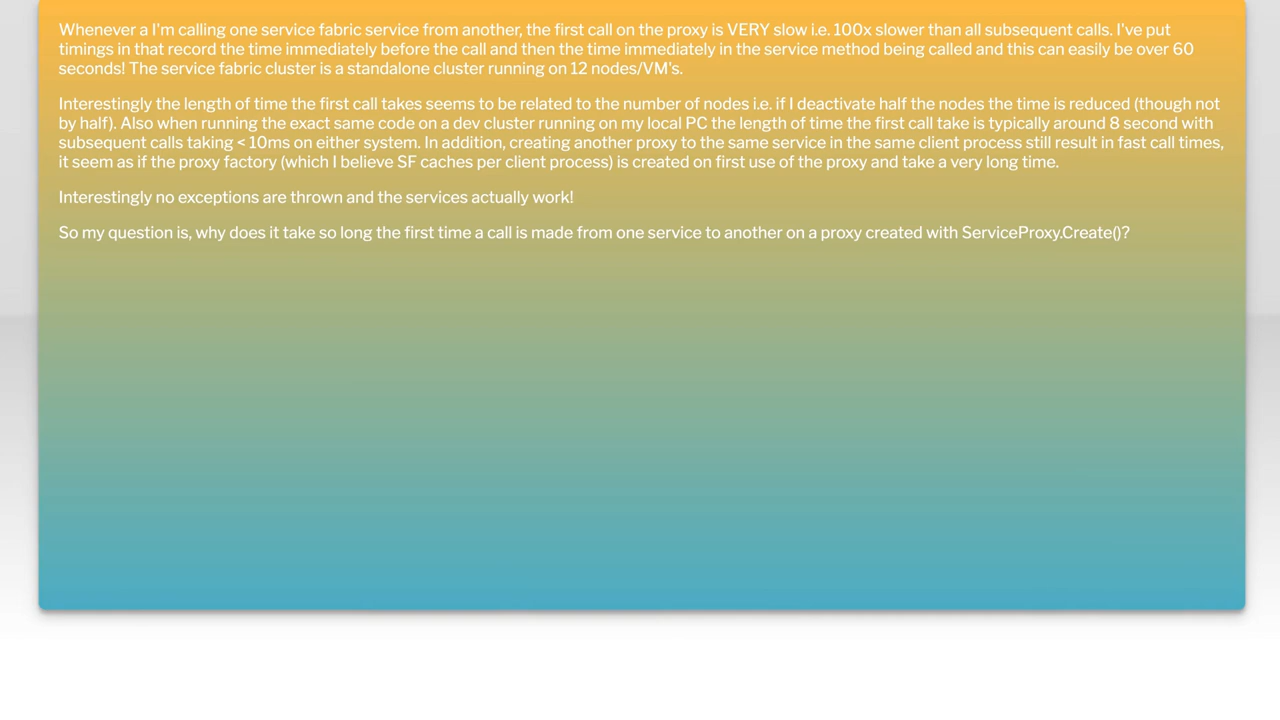 Whenever a I'm calling one service fabric service from another, the first call on the proxy is VERY slow i.e. 100x slower than all subsequent calls. I've put
timings in that record the time immediately before the call and then the time immediately in the service method being called and this can easily be over 60
seconds! The service fabric cluster is a standalone cluster running on 12 nodes/VM's.
Interestingly the length of time the first call takes seems to be related to the number of nodes i.e. if I deactivate half the nodes the time is reduced (though not
by half). Also when running the exact same code on a dev cluster running on my local PC the length of time the first call take is typically around 8 second with
subsequent calls taking < 10ms on either system. In addition, creating another proxy to the same service in the same client process still result in fast call times,
it seem as if the proxy factory (which I believe SF caches per client process) is created on first use of the proxy and take a very long time.
Interestingly no exceptions are thrown and the services actually work!
So my question is, why does it take so long the first time a call is made from one service to another on a proxy created with ServiceProxy.Create()?